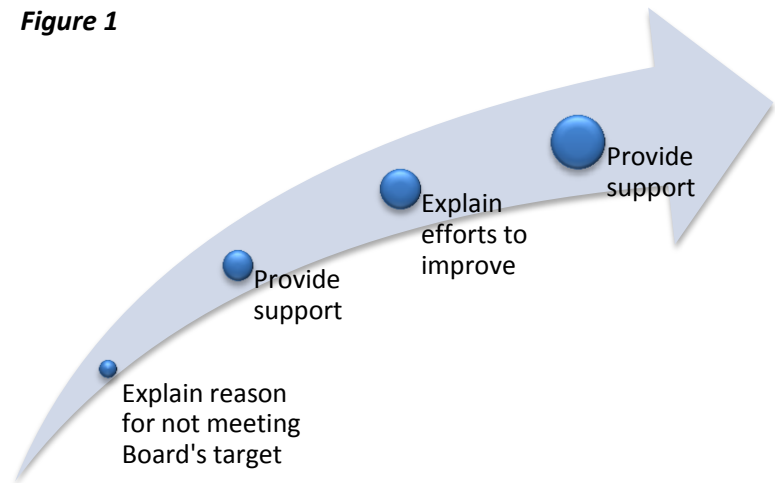 Figure 1
Explain reason
for not meeting
Board's target
Provide
support
Explain
efforts to
improve
Provide
support